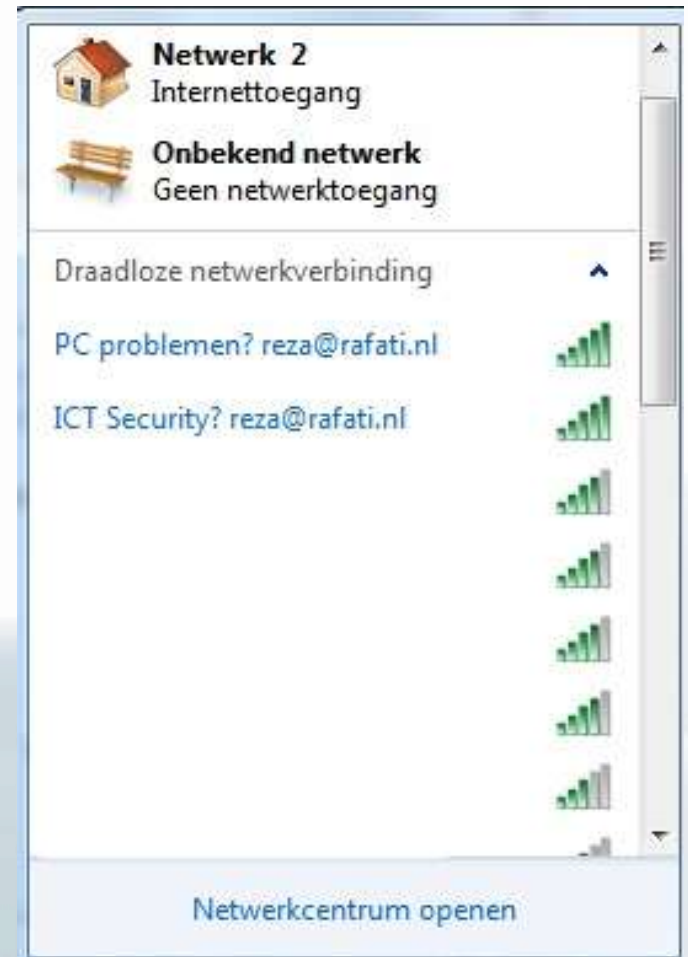 Netwerk 2
Internettoegang
Onbekend netwerk
Geen netwerktoegang
Draadloze netwerkverbinding
PC problemen? reza@rafati.nl
ICT Security? reza@rafati.nl
Netwerkcentrum openen